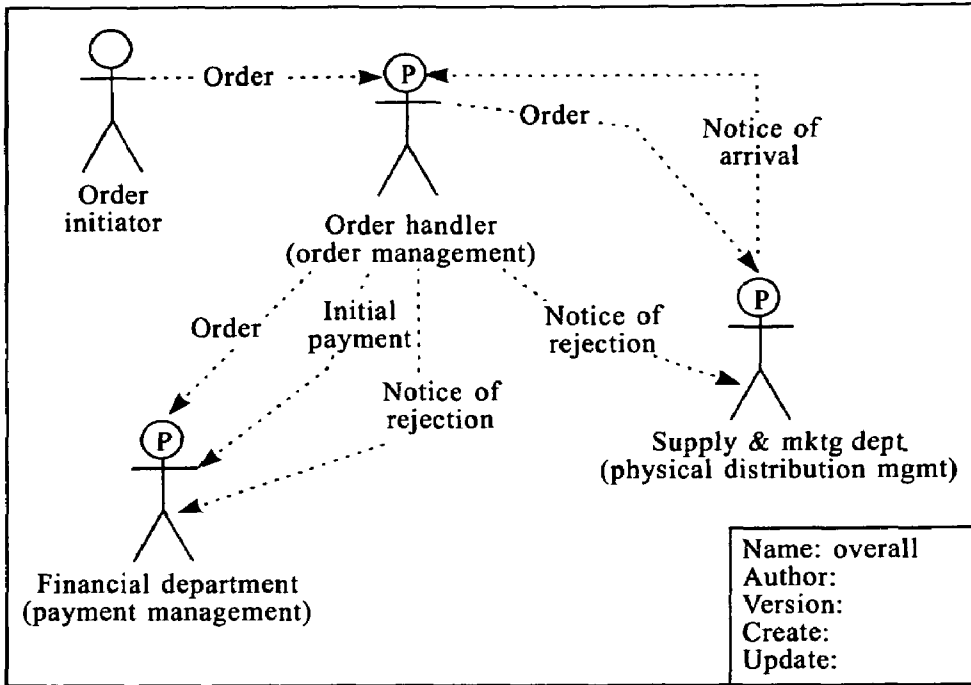 Order
P
Order
Notice of
arrival
Order
initiator
Order handler
(order management)
P
Order
Initial
payment
Notice of
rejection
Notice of
rejection
P
Supply & mktg dept.
(physical distribution mgmt)
Financial department
(payment management)
Name: overall
Author:
Version:
Create:
Update: